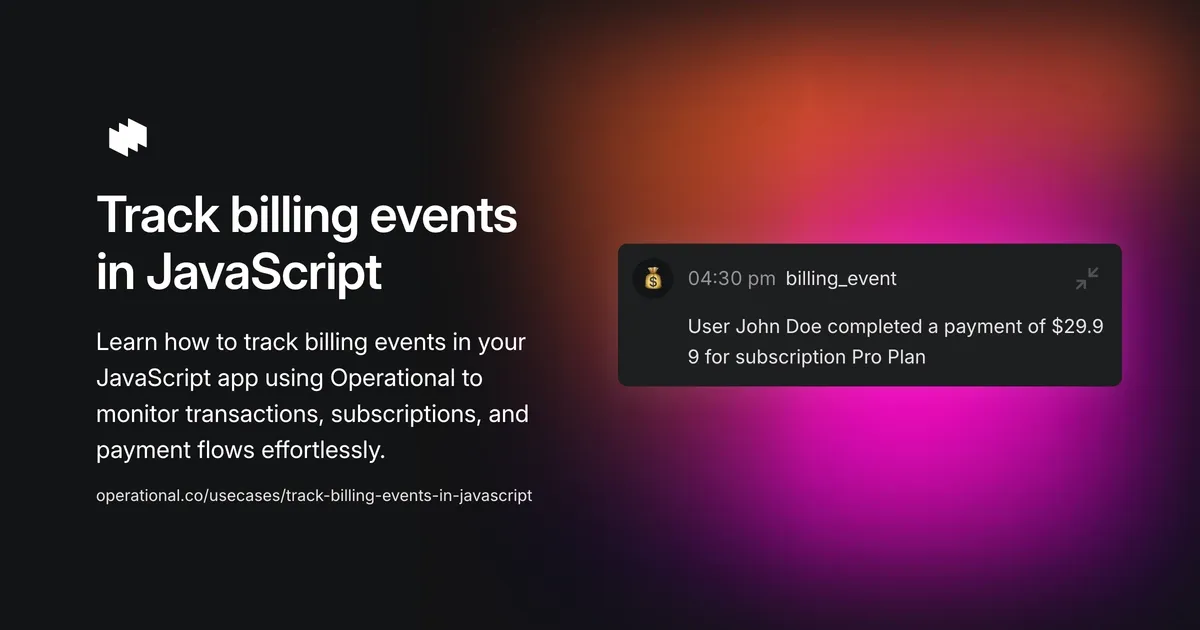 Track billing events
in JavaScript
Learn how to track billing events in your
JavaScript app using Operational to
monitor transactions, subscriptions, and
payment flows effortlessly.
operational.co/usecases/track-billing-events-in-javascript
04:30 pm billing_event
User John Doe completed a payment of $29.9
9 for subscription Pro Plan